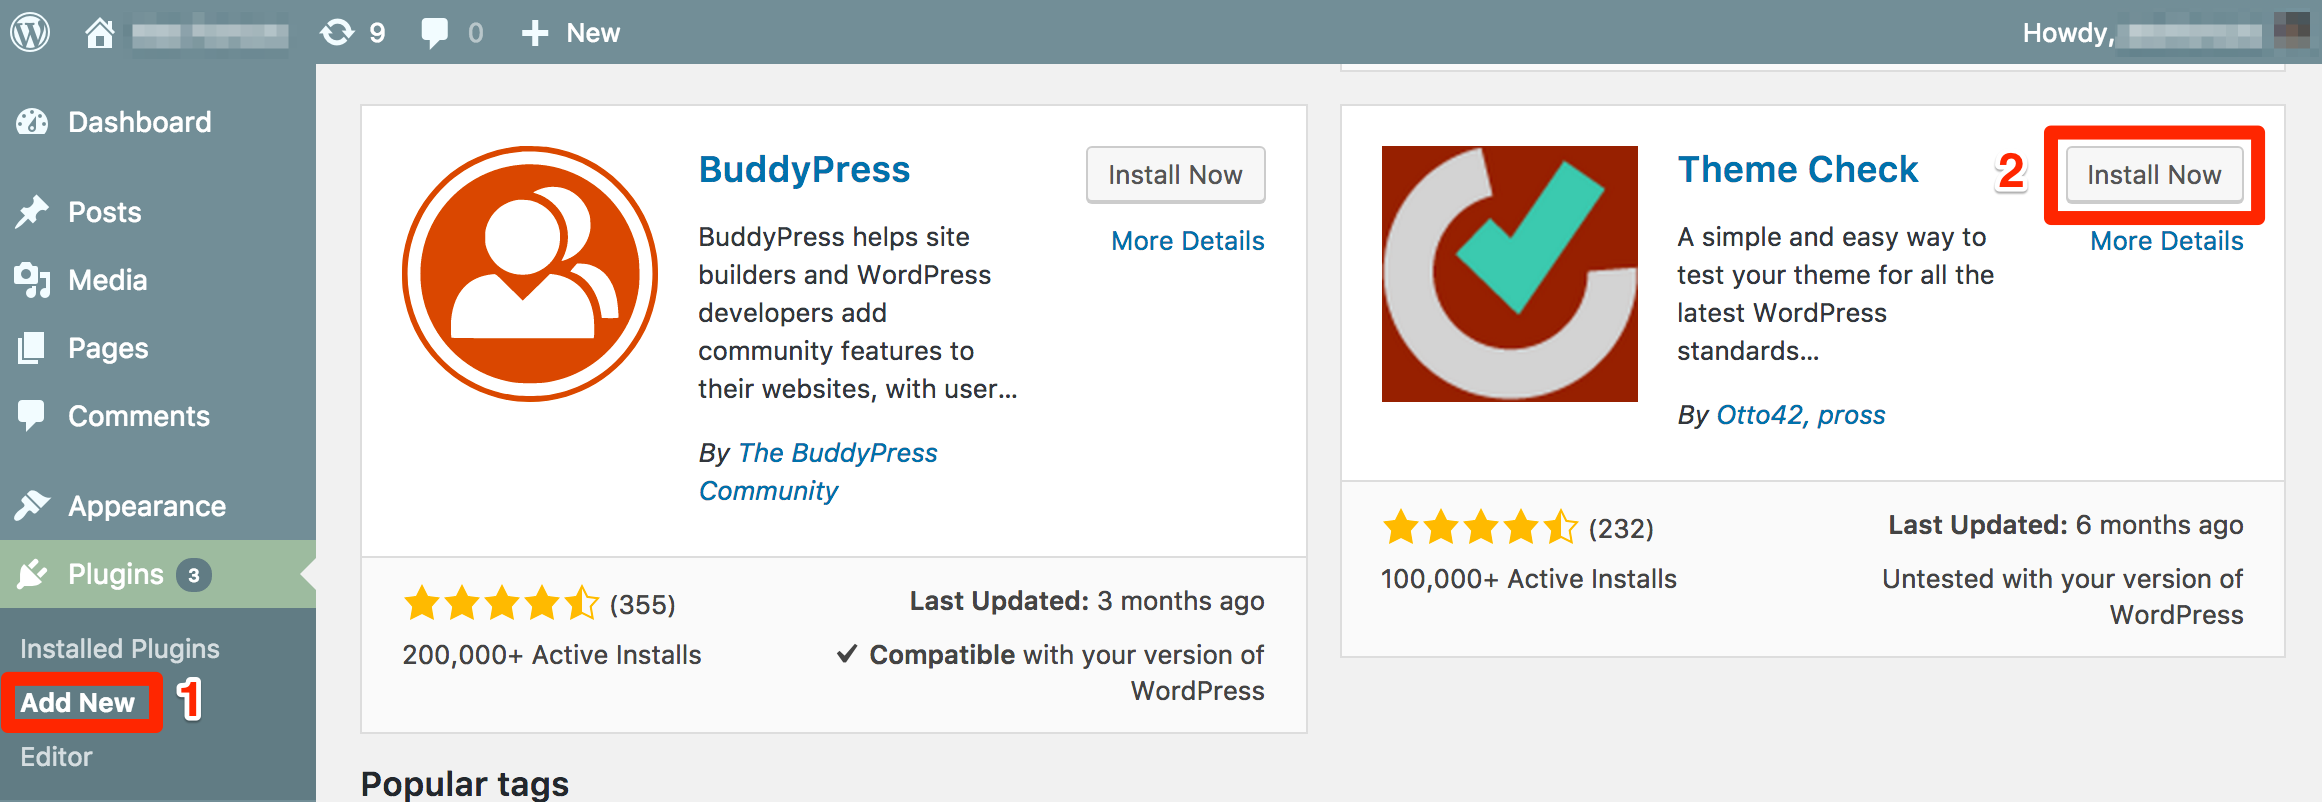 9 0 New
Howdy,
Dashboard
Posts
Media
Pages
Comments
Appearance
Plugins 3
Installed Plugins
Add New 1
Editor
BuddyPress
Install Now
More Details
BuddyPress helps site
builders and WordPress
developers add
community features to
their websites, with user...
By The BuddyPress
Community
(355)
200,000+ Active Installs
Last Updated: 3 months ago
Compatible with your version of
WordPress
Theme Check
2 Install Now
More Details
A simple and easy way to
test your theme for all the
latest WordPress
standards...
By Otto42, pross
(232)
100,000+ Active Installs
Last Updated: 6 months ago
Untested with your version of
WordPress
Popular tags